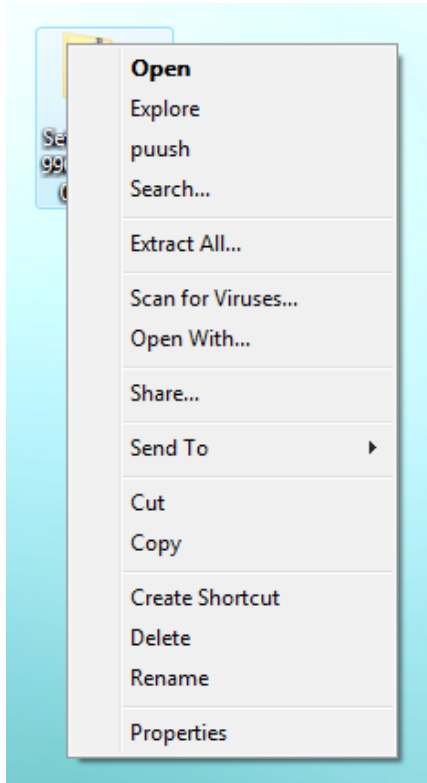 Open
Explore
puush
Search...
Extract All...
Scan for Viruses...
Open With...
Share...
Send To
Cut
Copy
Create Shortcut
Delete
Rename
Properties